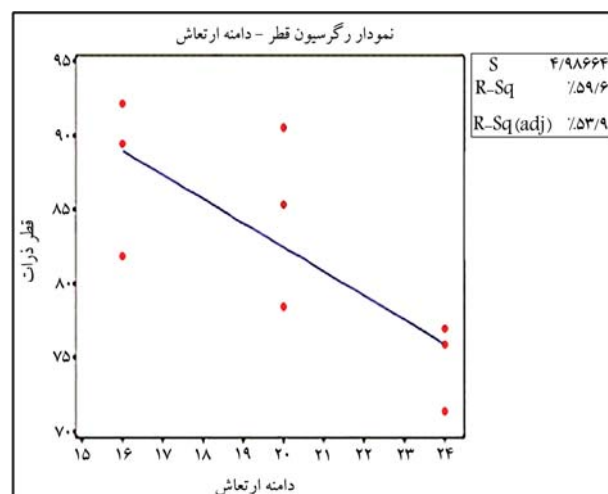 نمودار رگرسیون قطر – دامنه ارتعاش
S ۴/۹۸۶۶۴
R-Sq ٪۵۹/۶
R-Sq(adj) ٪۵۳/۹
قطر ذرات
۹۵
۹۰
۸۵
۸۰
۷۵
۷۰
۱۵ ۱۶ ۱۷ ۱۸ ۱۹ ۲۰ ۲۱ ۲۲ ۲۳ ۲۴
دامنه ارتعاش